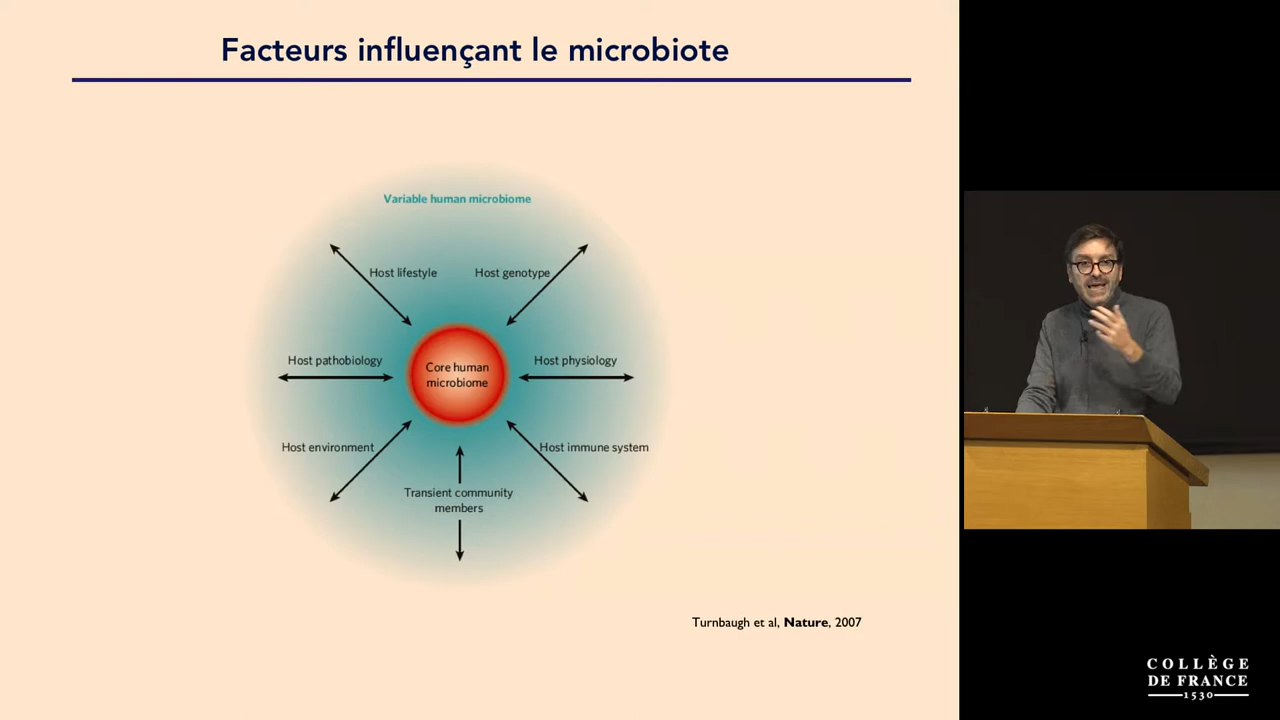 Facteurs influençant le microbiote
Variable human microbiome
Host lifestyle
Host genotype
Host pathobiology
Core human
microbiome
Host physiology
Host environment
Host immune system
Transient community
members
Turnbaugh et al, Nature, 2007
COLLÈGE
DE FRANCE
1530